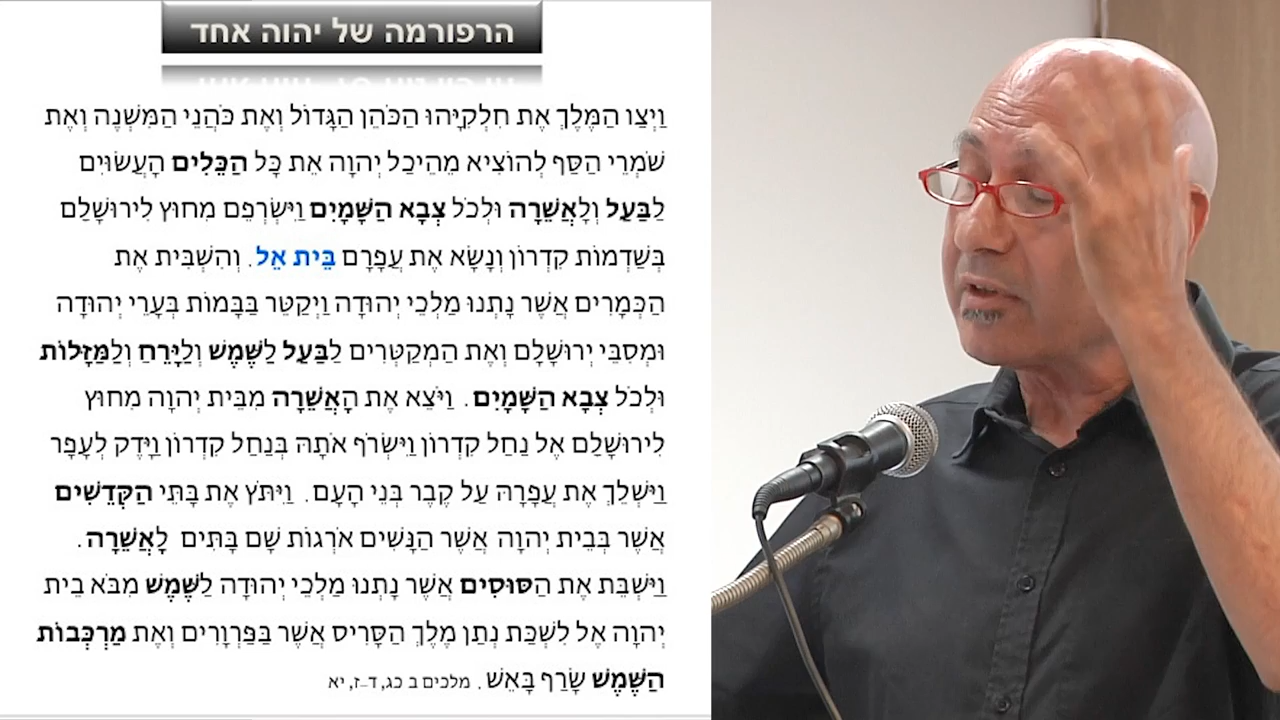 הרפורמה של יהוה אחד
וַיְצַו הַמֶּלֶךְ אֶת חִלְקִיָּהוּ הַכֹּהֵן הַגָּדוֹל וְאֶת כֹּהֲנֵי הַמִּשְׁנֶה וְאֶת
שֹׁמְרֵי הַסַּף לְהוֹצִיא מֵהֵיכַל יְהוָה אֵת כָּל הַכֵּלִים הָעֲשׂוּיִם
לַבַּעַל וְלָאֲשֵׁרָה וּלְכֹל צְבָא הַשָּׁמָיִם וַיִּשְׂרְפֵם מִחוּץ לִירוּשָׁלִַם
בְּשַׁדְמוֹת קִדְרוֹן וְנָשָׂא אֶת עֲפָרָם בֵּית אֵל. וְהִשְׁבִּית אֶת
הַכְּמָרִים אֲשֶׁר נָתְנוּ מַלְכֵי יְהוּדָה וַיְקַטֵּר בַּבָּמוֹת בְּעָרֵי יְהוּדָה
וּמְסִבֵּי יְרוּשָׁלִָם וְאֶת הַמְקַטְּרִים לַבַּעַל לַשֶּׁמֶשׁ וְלַיָּרֵחַ וְלַמַּזָּלוֹת
וּלְכֹל צְבָא הַשָּׁמָיִם. וַיֹּצֵא אֶת הָאֲשֵׁרָה מִבֵּית יְהוָה מִחוּץ
לִירוּשָׁלִַם אֶל נַחַל קִדְרוֹן וַיִּשְׂרֹף אֹתָהּ בְּנַחַל קִדְרוֹן וַיָּדֶק לְעָפָר
וַיַּשְׁלֵךְ אֶת עֲפָרָהּ עַל קֶבֶר בְּנֵי הָעָם. וַיִּתֹּץ אֶת בָּתֵּי הַקְּדֵשִׁים
אֲשֶׁר בְּבֵית יְהוָה אֲשֶׁר הַנָּשִׁים אֹרְגוֹת שָׁם בָּתִּים לָאֲשֵׁרָה.
וַיַּשְׁבֵּת אֶת הַסּוּסִים אֲשֶׁר נָתְנוּ מַלְכֵי יְהוּדָה לַשֶּׁמֶשׁ מִבֹּא בֵית
יְהוָה אֶל לִשְׁכַּת נְתַן מֶלֶךְ הַסָּרִיס אֲשֶׁר בַּפַּרְוָרִים וְאֶת מַרְכְּבוֹת
הַשֶּׁמֶשׁ שָׂרַף בָּאֵשׁ. מלכים ב כג, ד-ז, יא